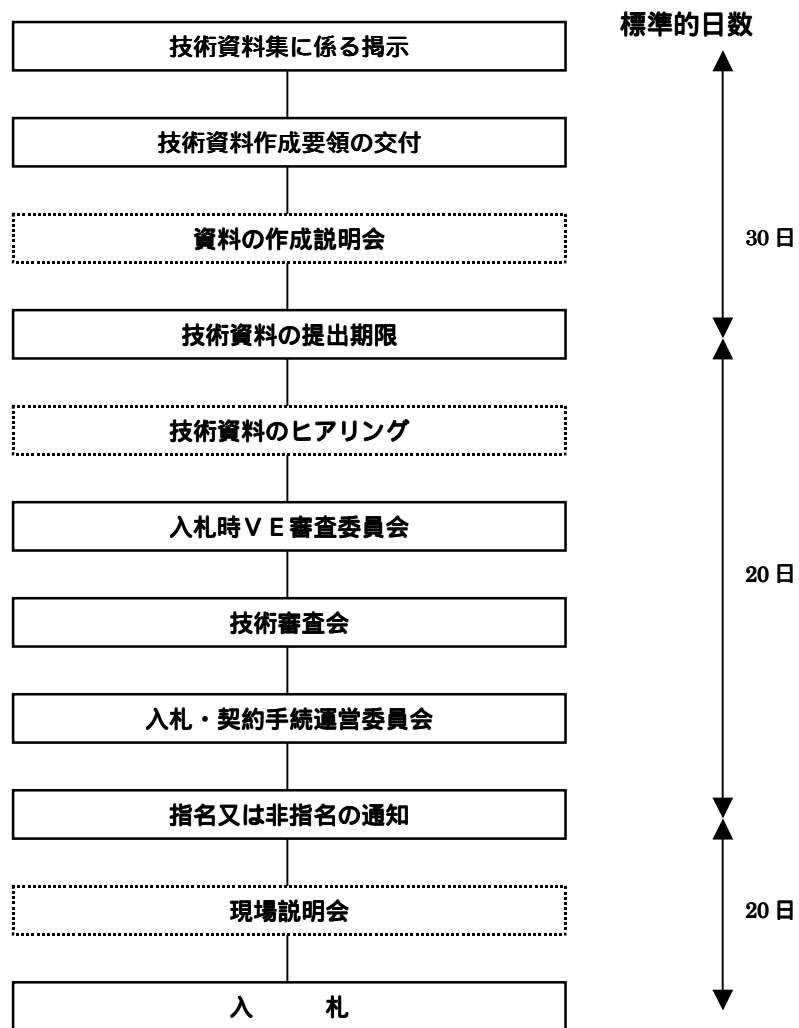 標準的日数
技術資料集に係る掲示
技術資料作成要領の交付
資料の作成説明会
30日
技術資料の提出期限
技術資料のヒアリング
入札時ＶＥ審査委員会
20日
技術審査会
入札・契約手続運営委員会
指名又は非指名の通知
現場説明会
20日
入　　　札